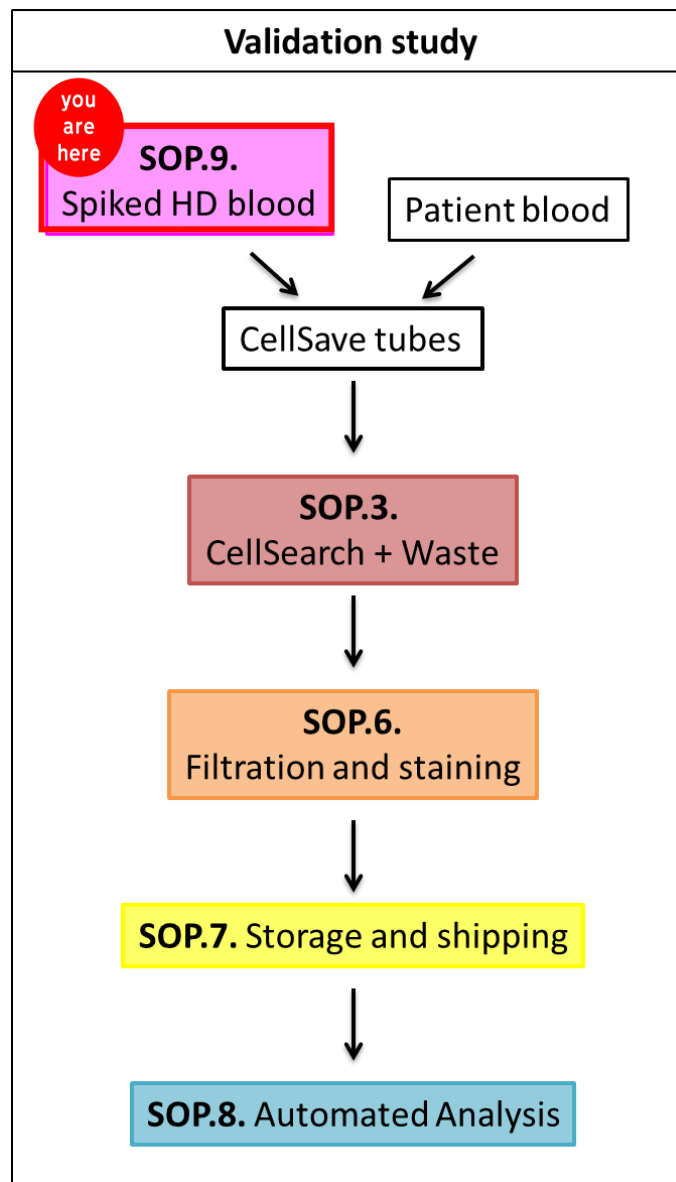 Validation study
you
are
here
SOP.9.
Spiked HD blood
Patient blood
CellSave tubes
SOP.3.
CellSearch + Waste
SOP.6.
Filtration and staining
SOP.7. Storage and shipping
SOP.8. Automated Analysis